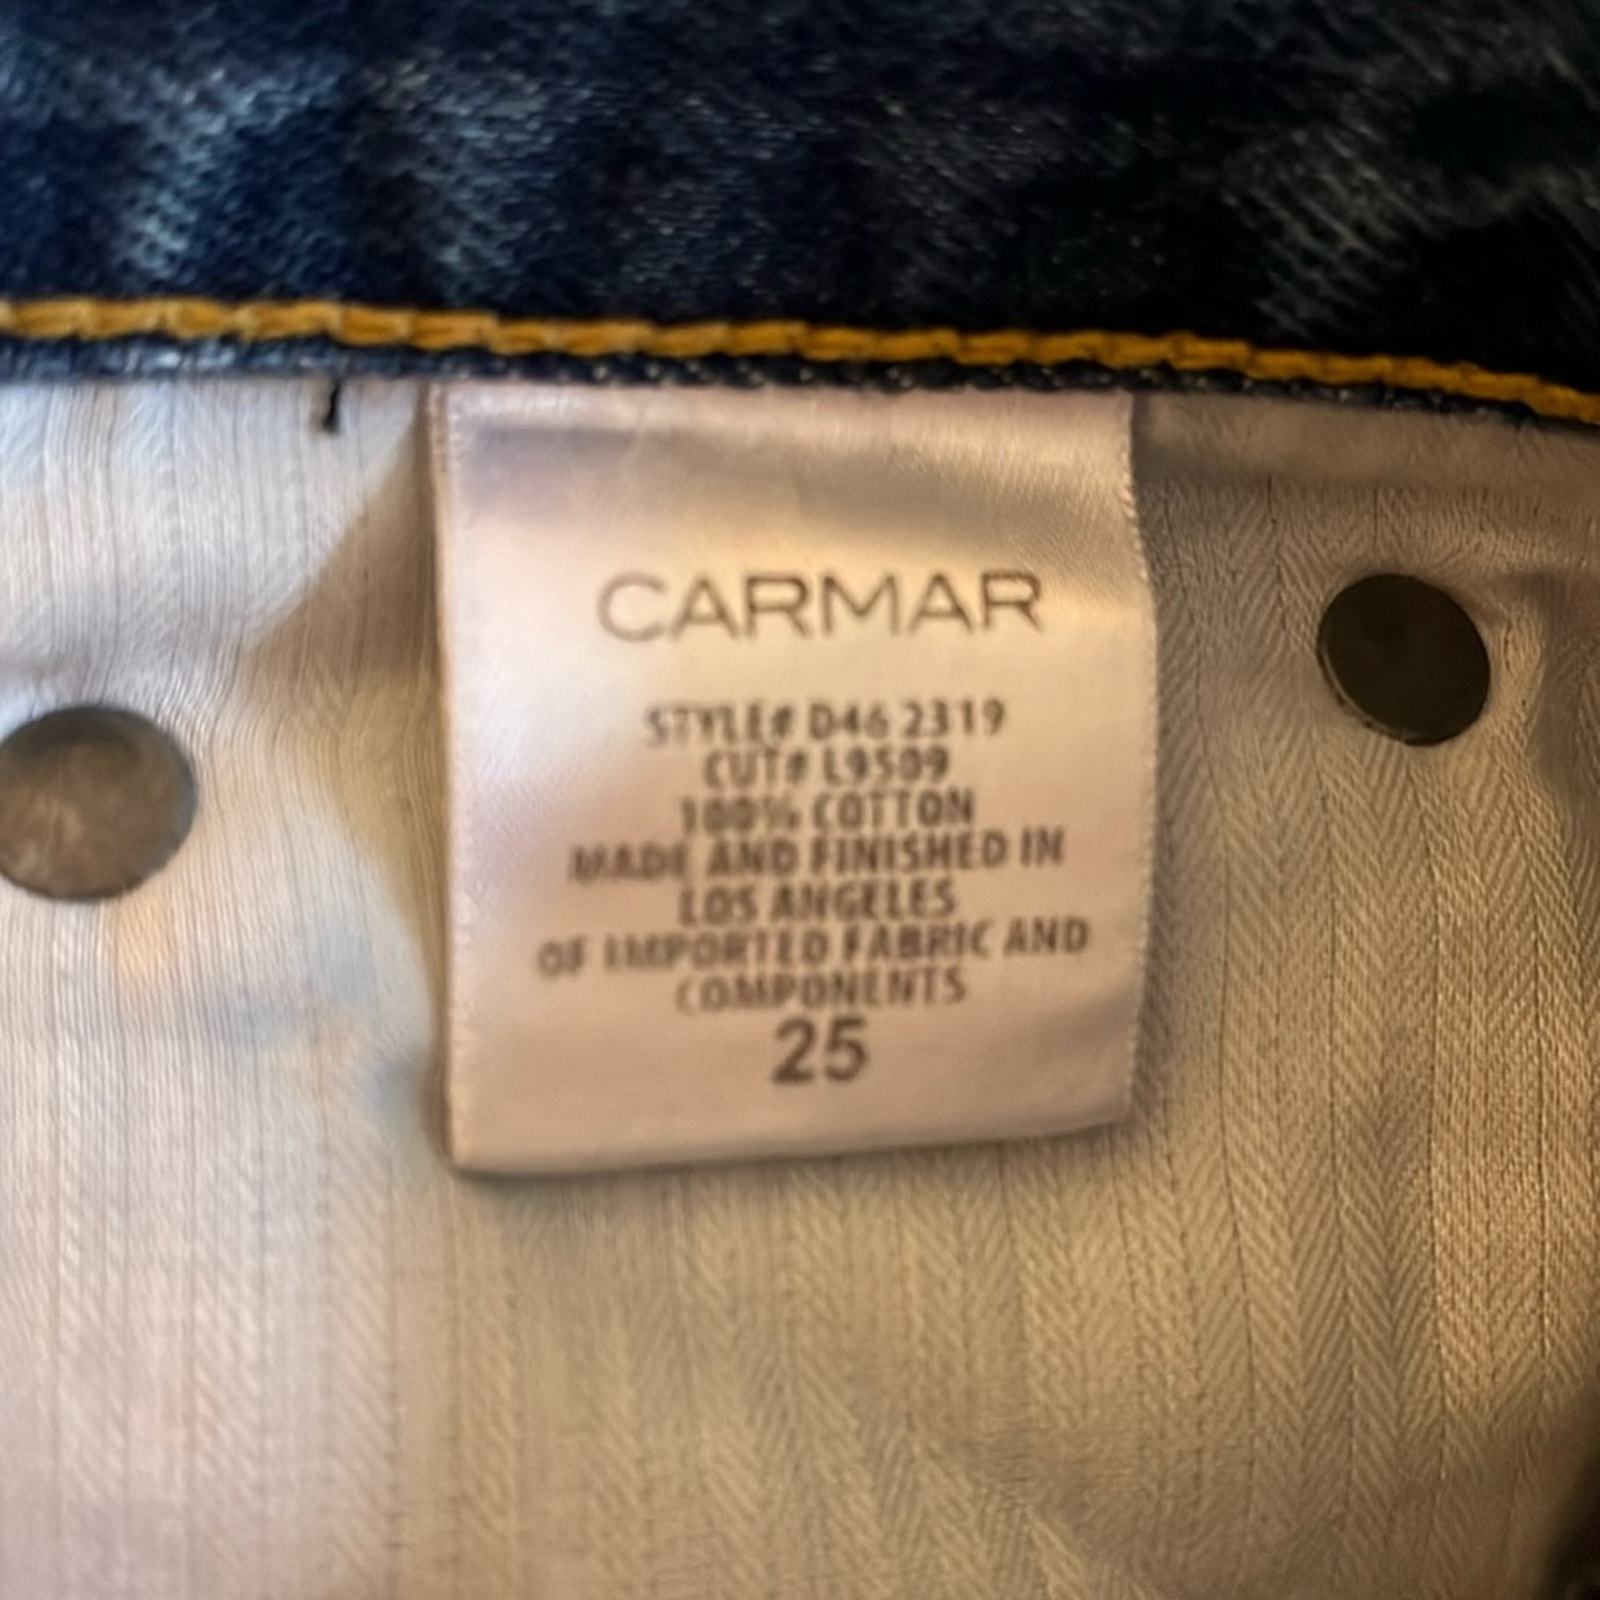 CARMAR
STYLE# D46 2319
CUT# L9509
100% COTTON
MADE AND FINISHED IN
LOS ANGELES
OF IMPORTED FABRIC AND
COMPONENTS
25